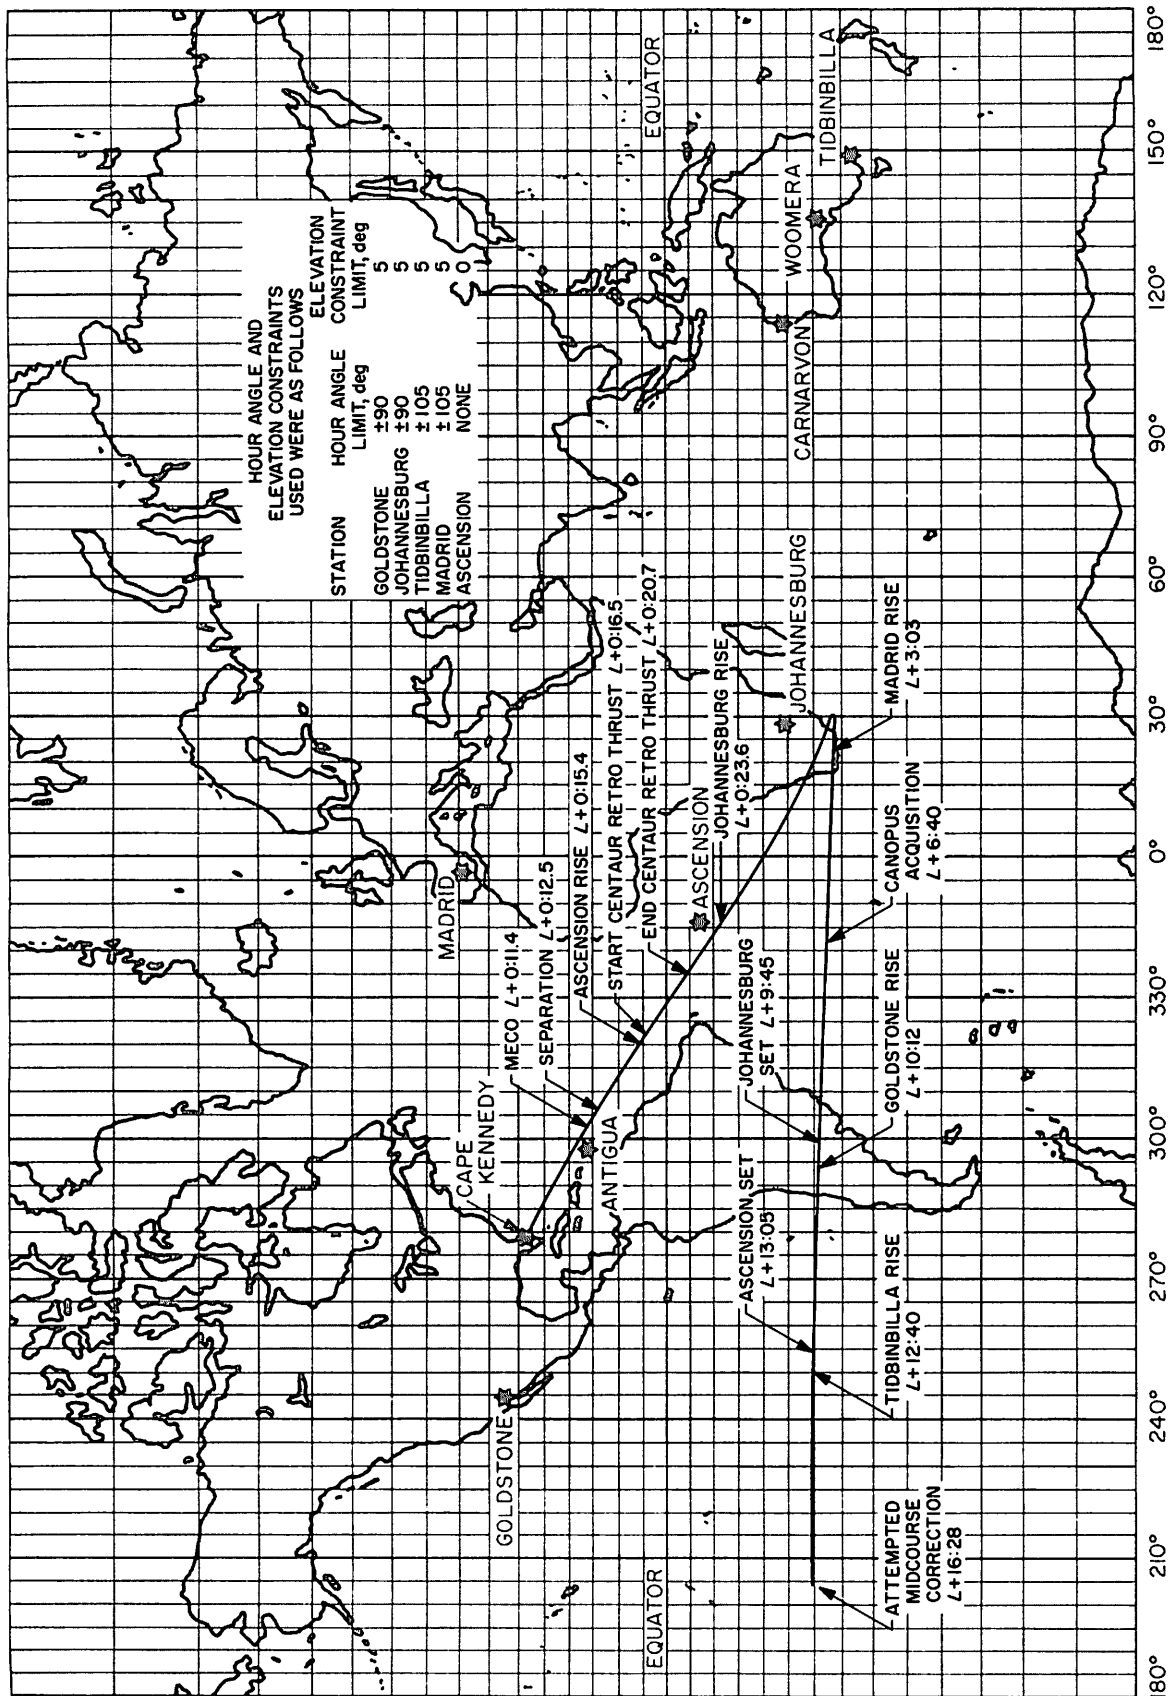 HOUR ANGLE AND
ELEVATION CONSTRAINTS
USED WERE AS FOLLOWS
STATION HOUR ANGLE LIMIT, deg ELEVATION CONSTRAINT LIMIT, deg
GOLDSTONE ±90 5
JOHANNESBURG ±90 5
TIDBINBILLA ±105 5
MADRID ±105 5
ASCENSION NONE 0
GOLDSTONE
CAPE
KENNEDY
MADRID
MECO L+0:11.4
SEPARATION L+0:12.5
ASCENSION RISE L+0:15.4
START CENTAUR RETRO THRUST L+0:16.5
END CENTAUR RETRO THRUST L+0:20.7
ANTIGUA
EQUATOR
EQUATOR
ASCENSION
JOHANNESBURG RISE
L+0:23.6
JOHANNESBURG
CARNARVON
WOOMERA
TIDBINBILLA
ASCENSION SET
L+13:05
JOHANNESBURG
SET L+9:45
ATTEMPTED
MIDCOURSE
CORRECTION
L+16:28
TIDBINBILLA RISE
L+12:40
GOLDSTONE RISE
L+10:12
CANOPUS
ACQUISITION
L+6:40
MADRID RISE
L+3:03
180° 210° 240° 270° 300° 330° 0° 30° 60° 90° 120° 150° 180°